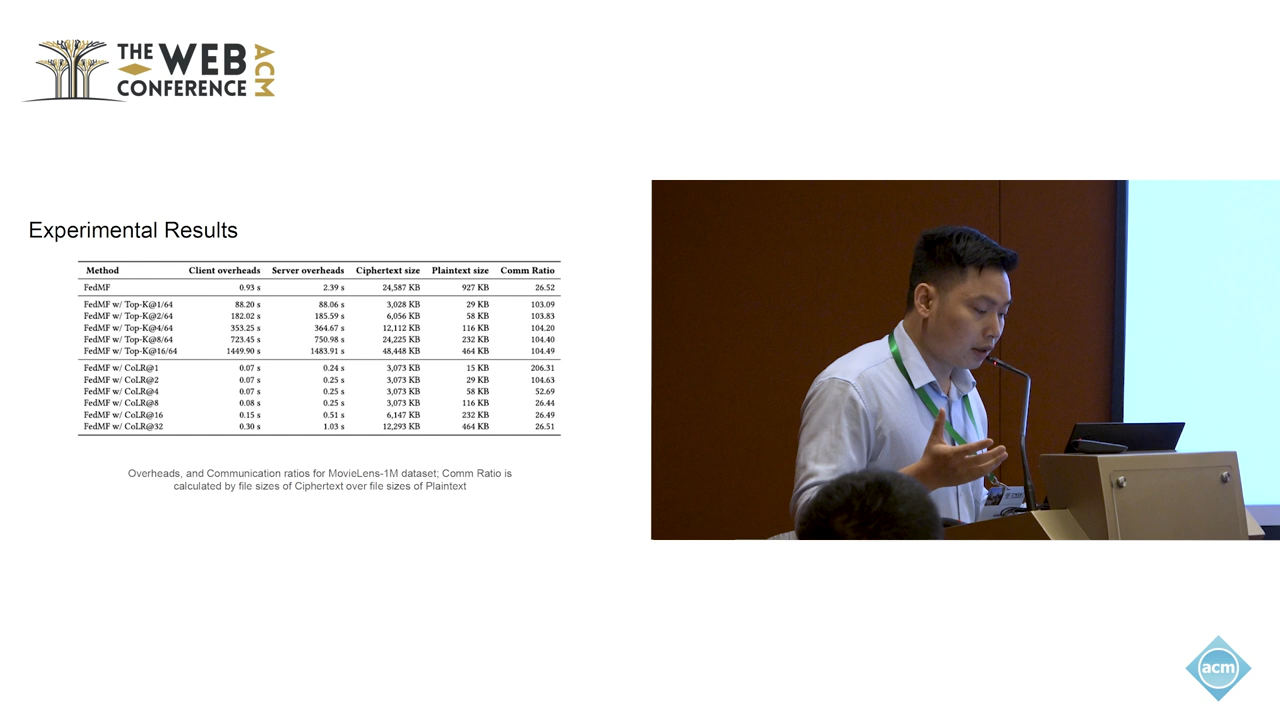 THE WEB
CONFERENCE
ACM
Experimental Results
Method Client overheads Server overheads Ciphertext size Plaintext size Comm Ratio
FedMF 0.93 s 2.39 s 24,587 KB 927 KB 26.52
FedMF w/ Top-K@1/64 88.20 s 88.06 s 3,028 KB 29 KB 103.09
FedMF w/ Top-K@2/64 182.02 s 185.59 s 6,056 KB 58 KB 103.83
FedMF w/ Top-K@4/64 353.25 s 364.67 s 12,112 KB 116 KB 104.20
FedMF w/ Top-K@8/64 723.45 s 750.98 s 24,225 KB 232 KB 104.40
FedMF w/ Top-K@16/64 1449.90 s 1483.91 s 48,448 KB 464 KB 104.49
FedMF w/ CoLR@1 0.07 s 0.24 s 3,073 KB 15 KB 206.31
FedMF w/ CoLR@2 0.07 s 0.25 s 3,073 KB 29 KB 104.63
FedMF w/ CoLR@4 0.07 s 0.25 s 3,073 KB 58 KB 52.69
FedMF w/ CoLR@8 0.08 s 0.25 s 3,073 KB 116 KB 26.44
FedMF w/ CoLR@16 0.15 s 0.51 s 6,147 KB 232 KB 26.49
FedMF w/ CoLR@32 0.30 s 1.03 s 12,293 KB 464 KB 26.51
Overheads, and Communication ratios for MovieLens-1M dataset; Comm Ratio is
calculated by file sizes of Ciphertext over file sizes of Plaintext
acm